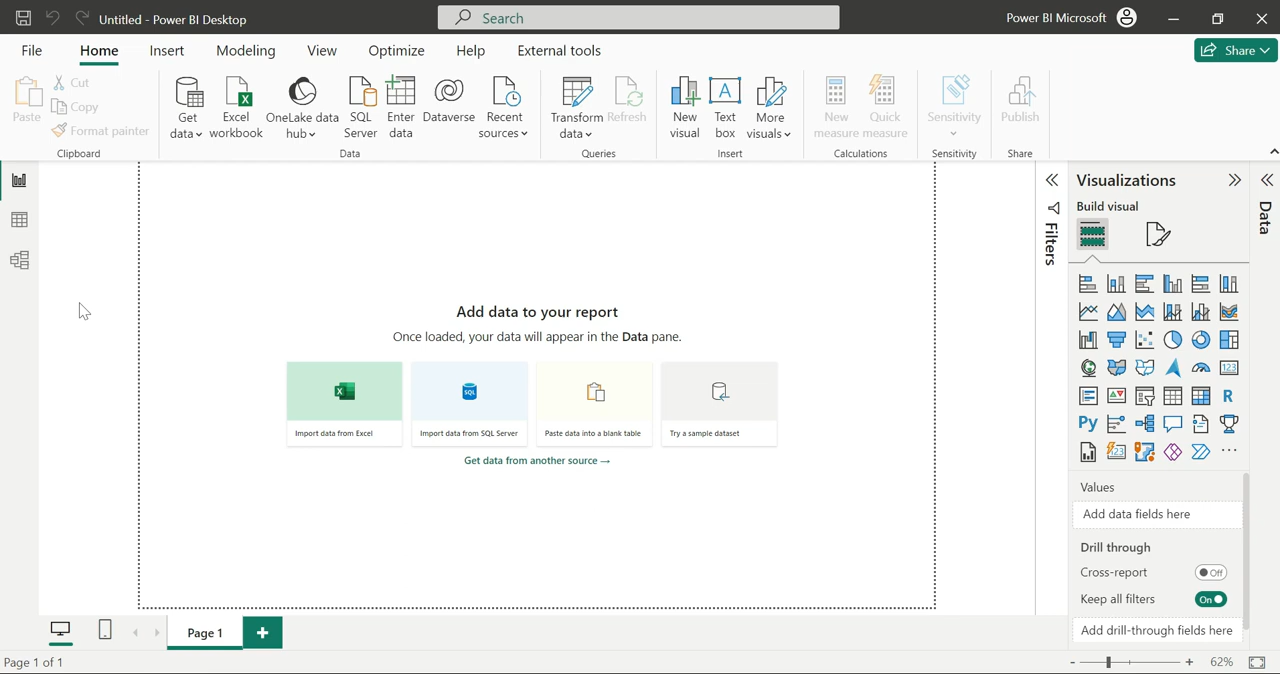 Untitled - Power BI Desktop
Search
Power BI Microsoft
File Home Insert Modeling View Optimize Help External tools
Share
Paste
Cut
Copy
Format painter
Clipboard
Get data
Excel workbook
OneLake data hub
SQL Server
Enter data
Dataverse
Recent sources
Data
Transform data
Refresh
Queries
New visual
A
Text box
More visuals
Insert
New measure
Quick measure
Calculations
Sensitivity
Sensitivity
Publish
Share
Filters
Visualizations
Data
Build visual
123
R
Py
123
Values
Add data fields here
Drill through
Cross-report Off
Keep all filters On
Add drill-through fields here
Add data to your report
Once loaded, your data will appear in the Data pane.
SQL
Import data from Excel
Import data from SQL Server
Paste data into a blank table
Try a sample dataset
Get data from another source →
Page 1
+
Page 1 of 1
- + 62%